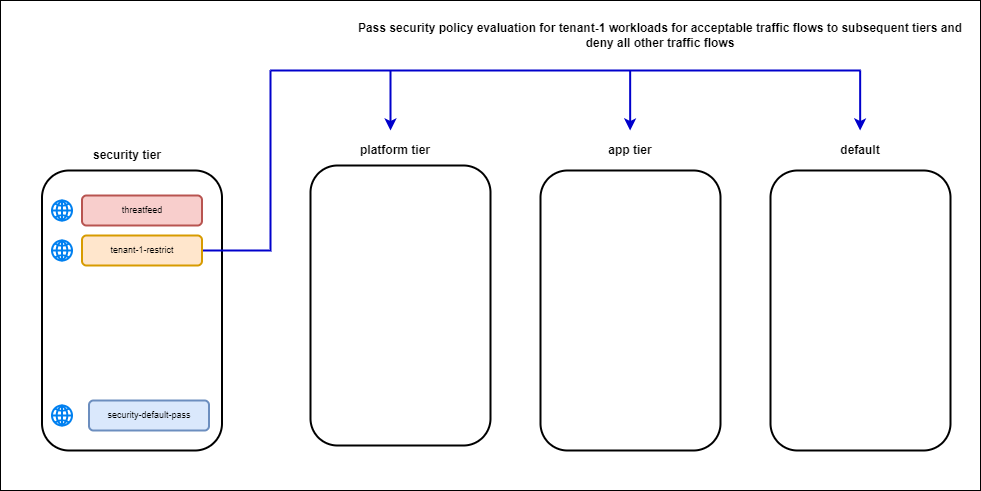 Pass security policy evaluation for tenant-1 workloads for acceptable traffic flows to subsequent tiers and
deny all other traffic flows
security tier
platform tier
app tier
default
threatfeed
tenant-1-restrict
security-default-pass